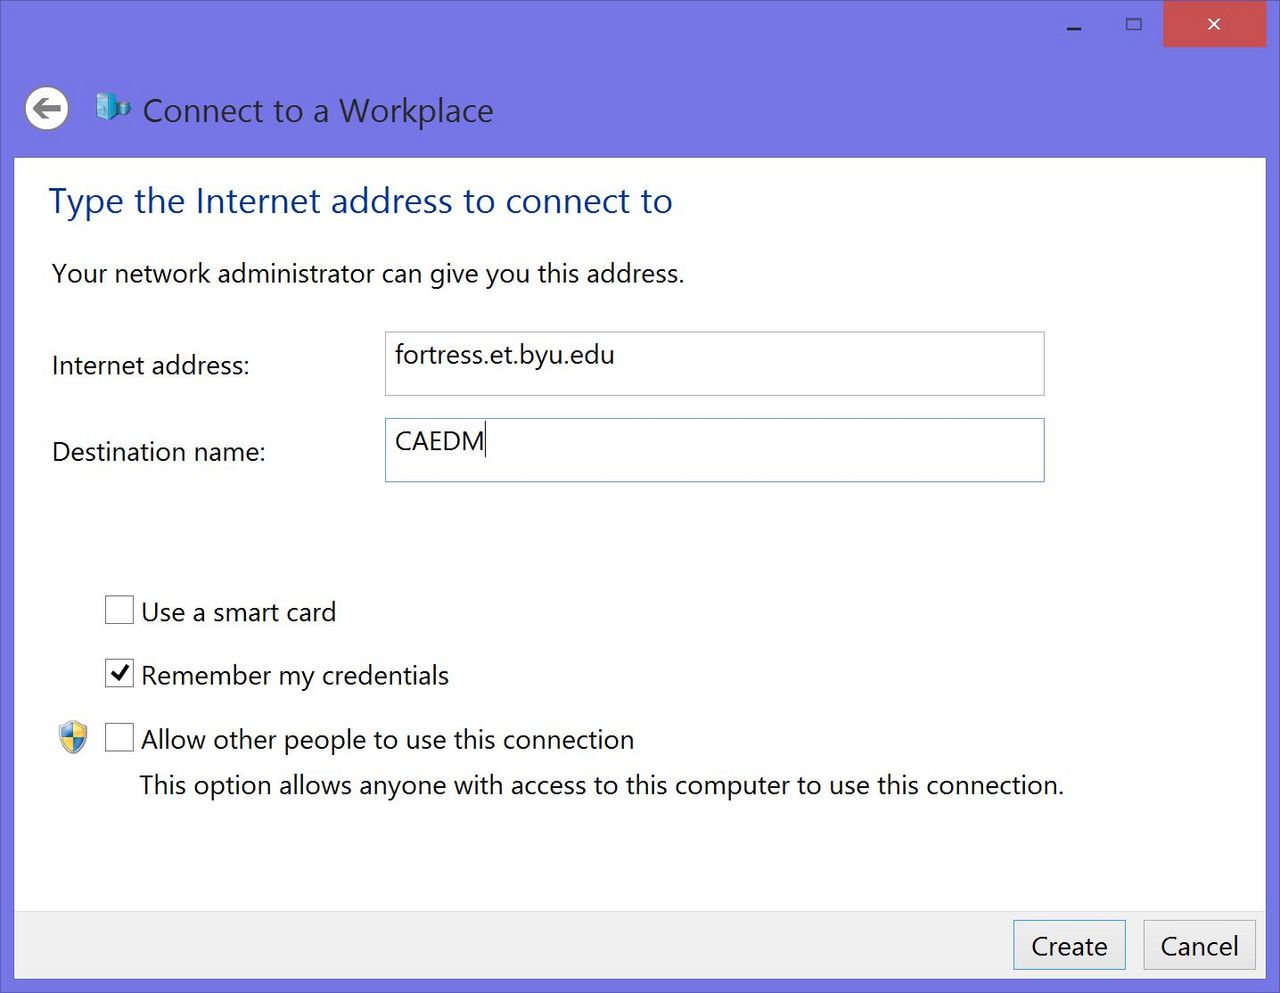 Connect to a Workplace
Type the Internet address to connect to
Your network administrator can give you this address.
Internet address: fortress.et.byu.edu
Destination name: CAEDM
Use a smart card
Remember my credentials
Allow other people to use this connection
This option allows anyone with access to this computer to use this connection.
Create Cancel